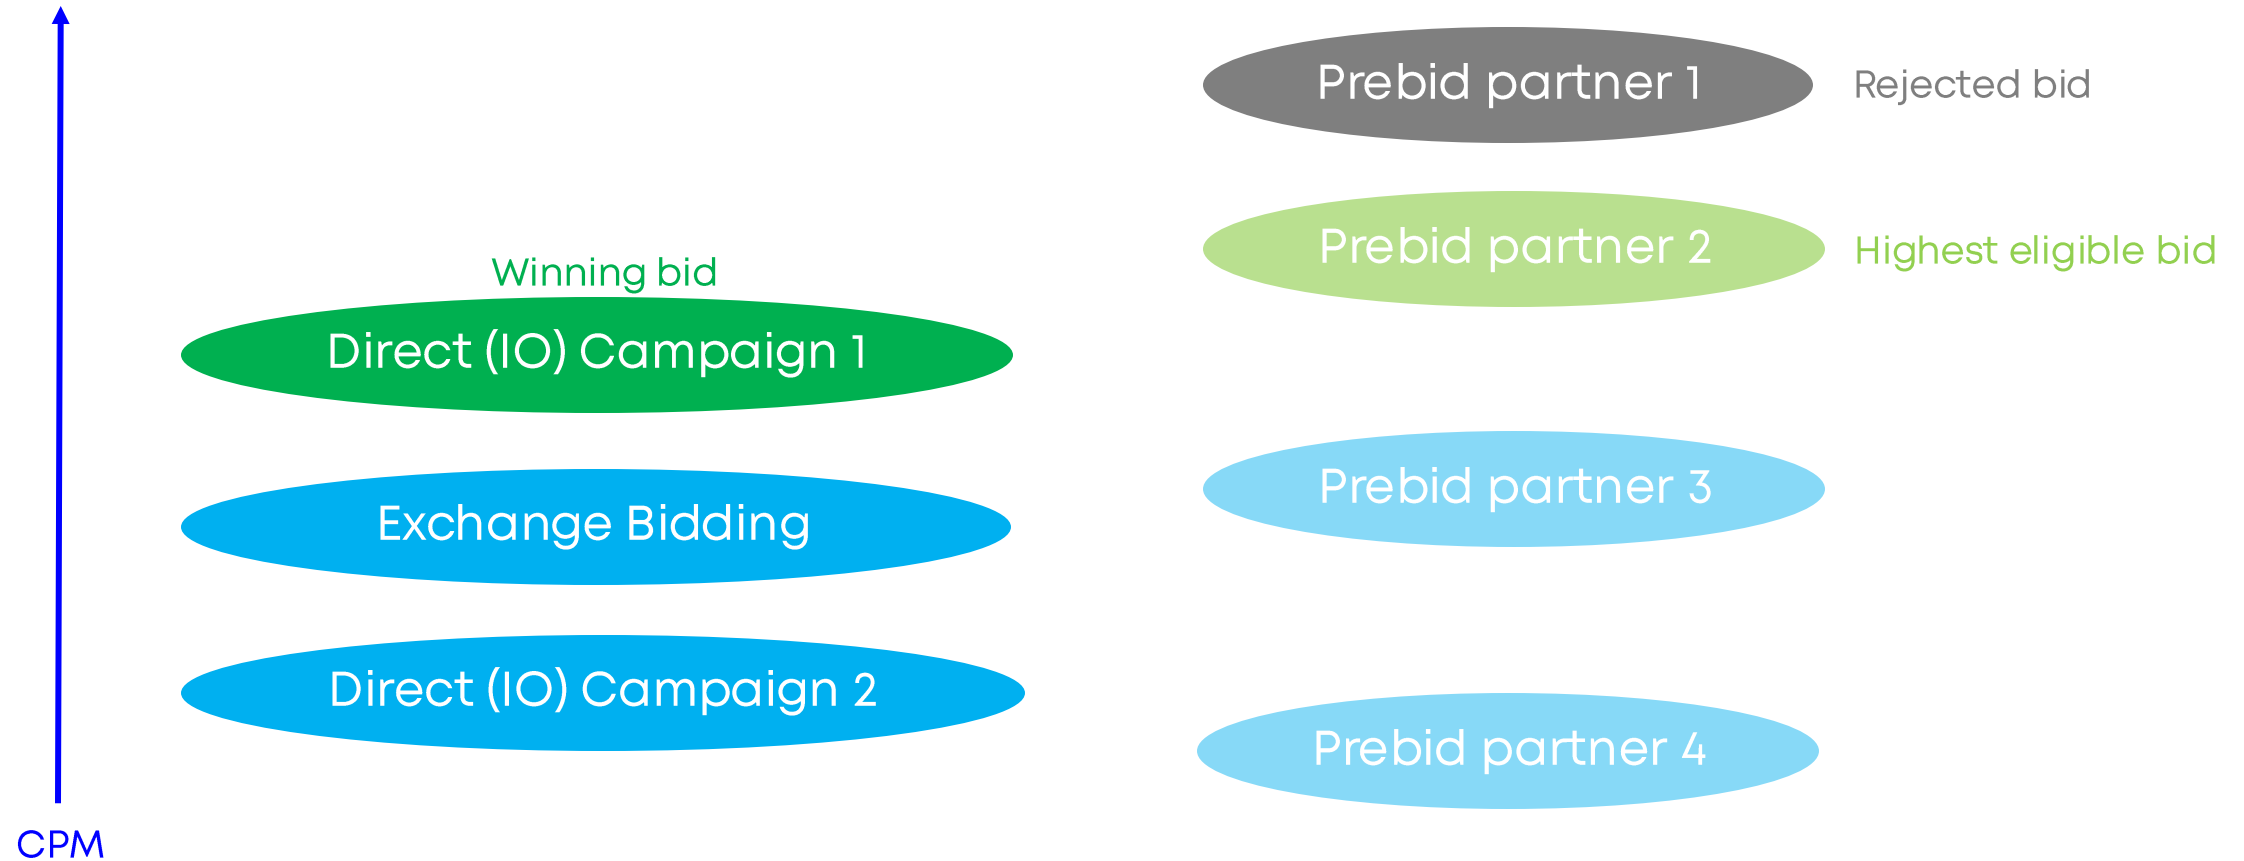 Prebid partner 1
Rejected bid
Prebid partner 2
Highest eligible bid
Winning bid
Direct (IO) Campaign 1
Prebid partner 3
Exchange Bidding
Direct (IO) Campaign 2
Prebid partner 4
CPM